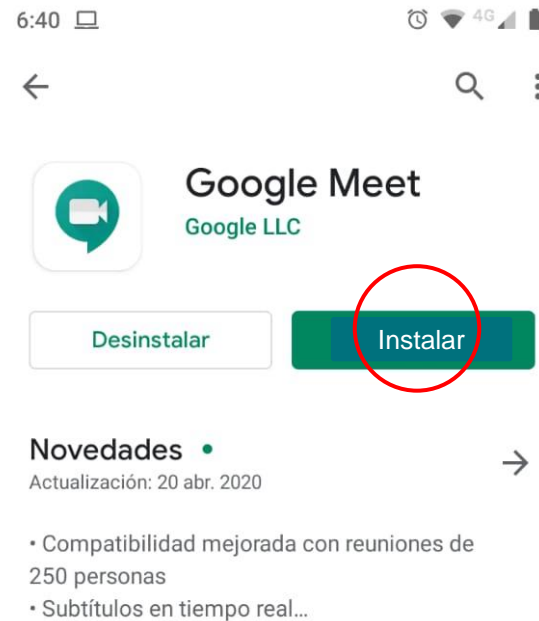 6:40
4G
Google Meet
Google LLC
Desinstalar
Instalar
Novedades
Actualización: 20 abr. 2020
• Compatibilidad mejorada con reuniones de
250 personas
• Subtítulos en tiempo real...